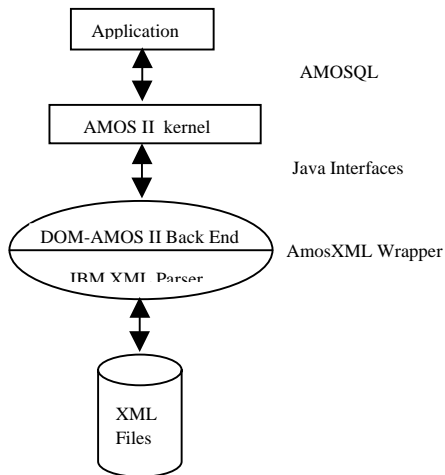 Application
AMOSQL
AMOS II kernel
Java Interfaces
DOM-AMOS II Back End
AmosXML Wrapper
IBM XML Parser
XML
Files